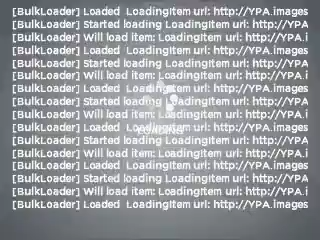 [BulkLoader] Loaded  LoadingItem url: http://YPA.images
[BulkLoader] Started loading LoadingItem url: http://YPA
[BulkLoader] Will load item: LoadingItem url: http://YPA.i
[BulkLoader] Loaded  LoadingItem url: http://YPA.images
[BulkLoader] Started loading LoadingItem url: http://YPA
[BulkLoader] Will load item: LoadingItem url: http://YPA.i
[BulkLoader] Loaded  LoadingItem url: http://YPA.images
[BulkLoader] Started loading LoadingItem url: http://YPA
[BulkLoader] Will load item: LoadingItem url: http://YPA.i
[BulkLoader] Loaded  LoadingItem url: http://YPA.images
[BulkLoader] Started loading LoadingItem url: http://YPA
[BulkLoader] Will load item: LoadingItem url: http://YPA.i
[BulkLoader] Loaded  LoadingItem url: http://YPA.images
[BulkLoader] Started loading LoadingItem url: http://YPA
[BulkLoader] Will load item: LoadingItem url: http://YPA.i
[BulkLoader] Loaded  LoadingItem url: http://YPA.images